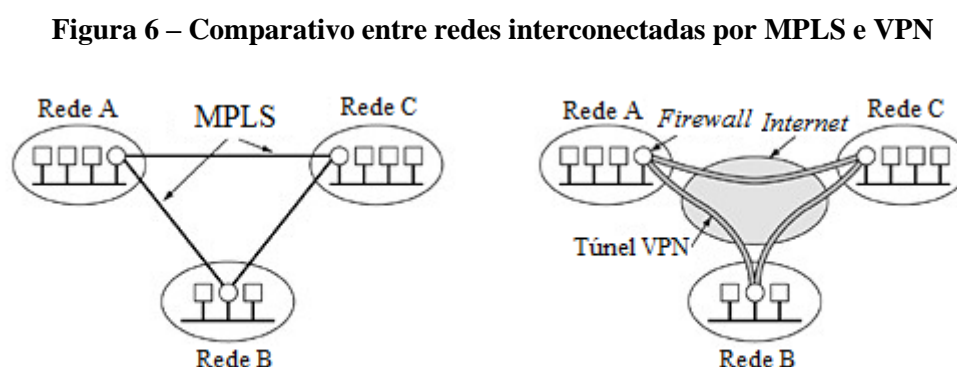 Figura 6 – Comparativo entre redes interconectadas por MPLS e VPN
Rede A
MPLS
Rede C
Rede B
Rede A
Firewall
Internet
Rede C
Túnel VPN
Rede B